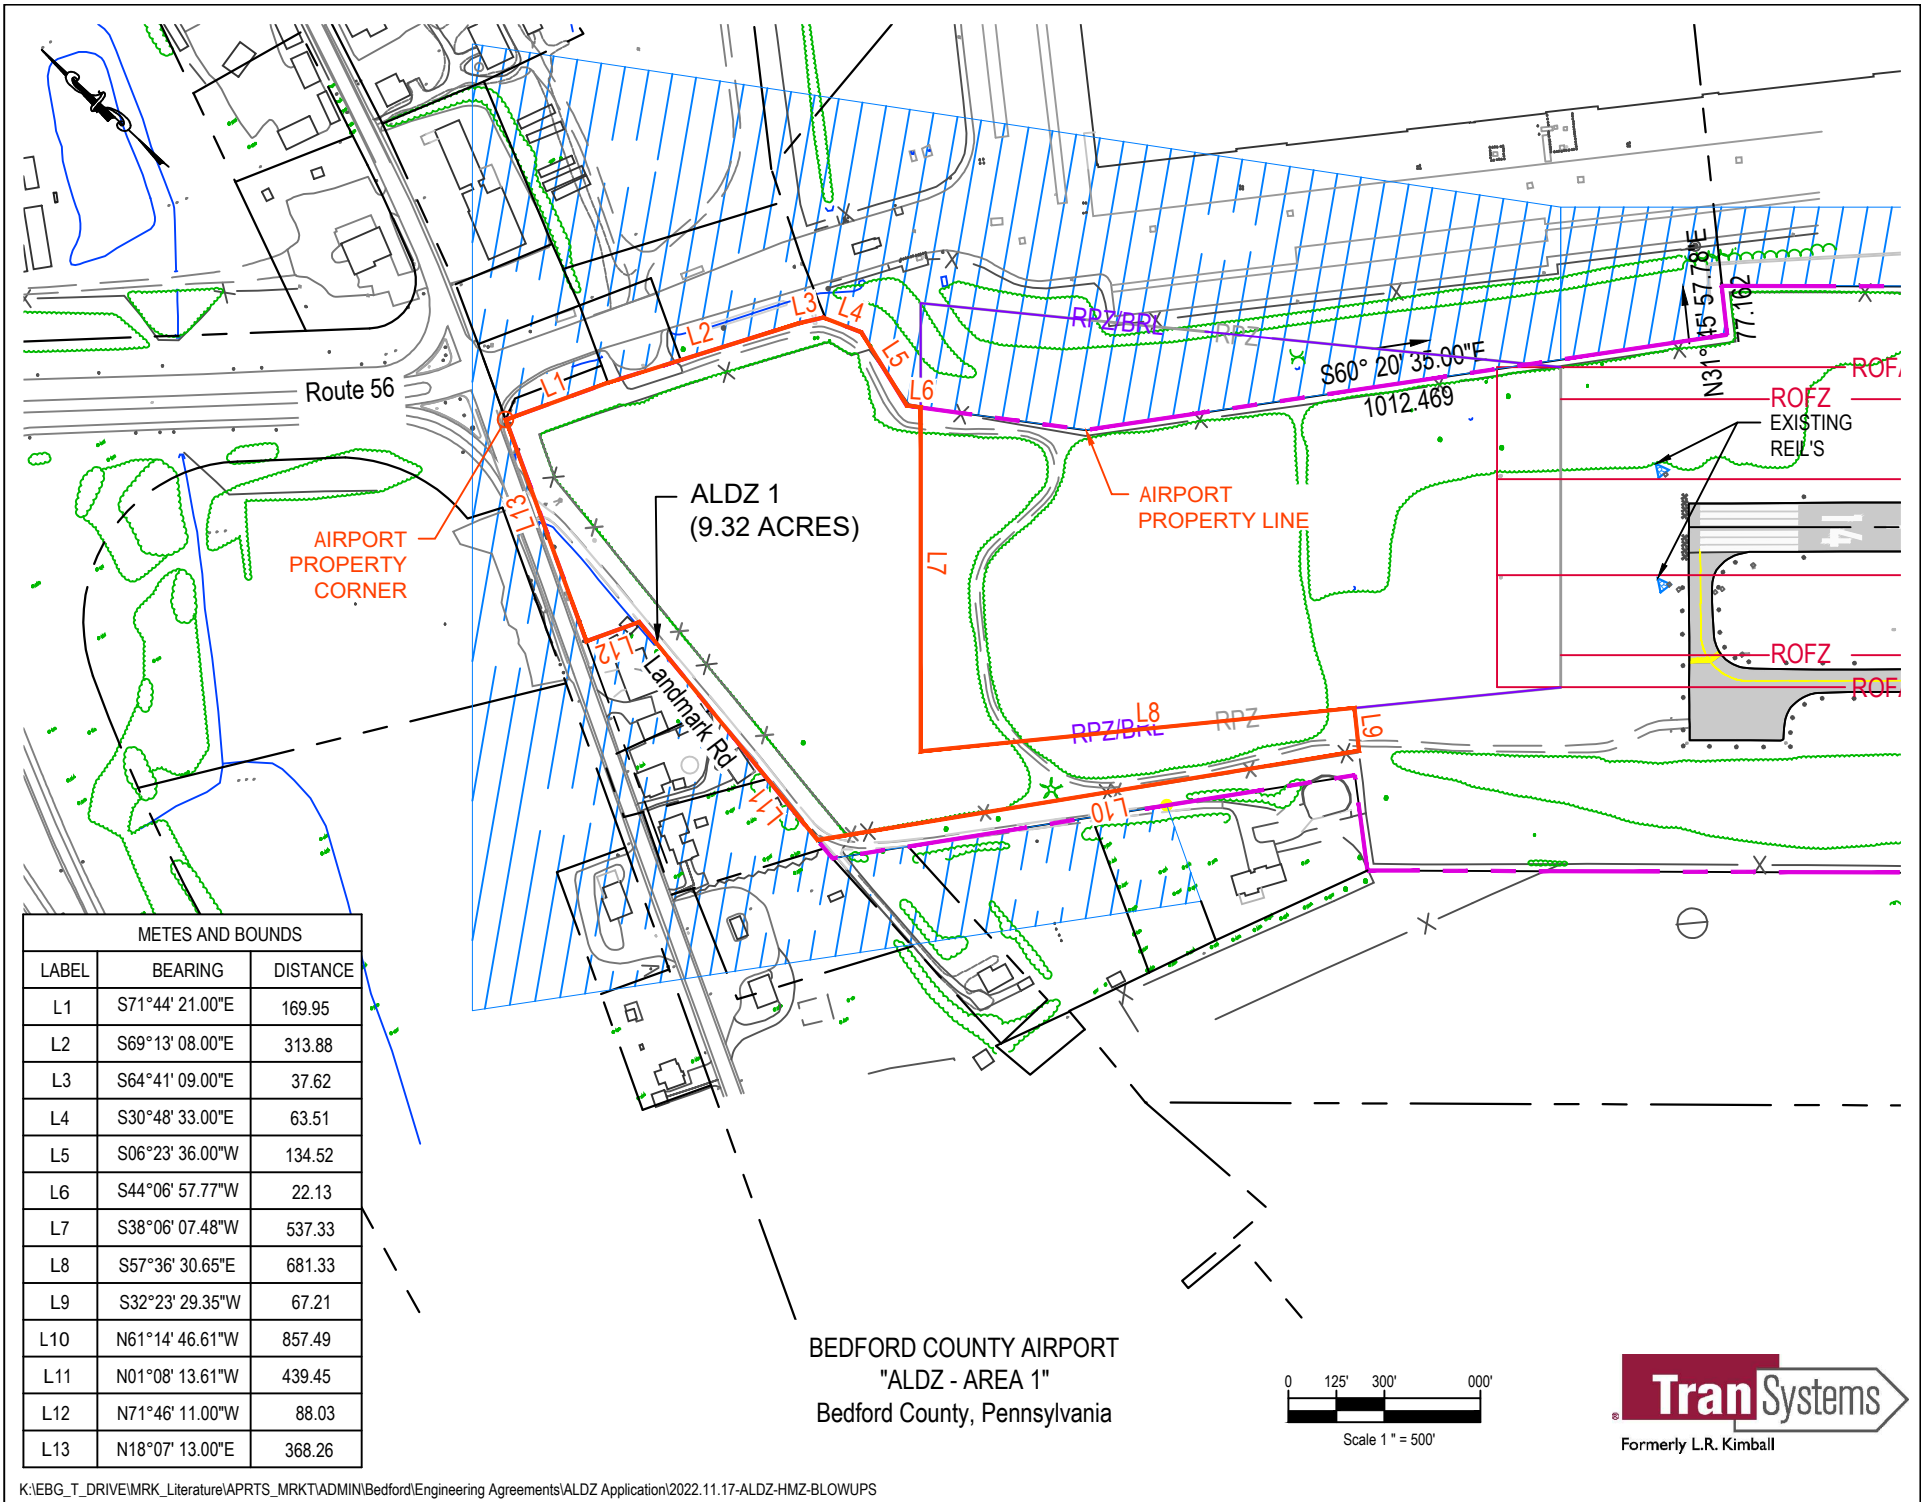 Route 56
L1
L2
L3
L4
L5
L6
L7
L8
L9
L10
L11
L12
L13
RPZ/BRL
RPZ
S60° 20' 35.00"E
1012.469
N31° 45' 57.78"E
77.162
ROFA
ROFZ
EXISTING
REIL'S
14
ROFZ
ROF
ALDZ 1
(9.32 ACRES)
AIRPORT
PROPERTY LINE
AIRPORT
PROPERTY
CORNER
Landmark Rd
RPZ/BRL
RPZ
METES AND BOUNDS
LABEL BEARING DISTANCE
L1 S71°44' 21.00"E 169.95
L2 S69°13' 08.00"E 313.88
L3 S64°41' 09.00"E 37.62
L4 S30°48' 33.00"E 63.51
L5 S06°23' 36.00"W 134.52
L6 S44°06' 57.77"W 22.13
L7 S38°06' 07.48"W 537.33
L8 S57°36' 30.65"E 681.33
L9 S32°23' 29.35"W 67.21
L10 N61°14' 46.61"W 857.49
L11 N01°08' 13.61"W 439.45
L12 N71°46' 11.00"W 88.03
L13 N18°07' 13.00"E 368.26
BEDFORD COUNTY AIRPORT
"ALDZ - AREA 1"
Bedford County, Pennsylvania
0 125' 300' 000'
Scale 1 " = 500'
TranSystems
®
Formerly L.R. Kimball
K:\EBG_T_DRIVE\MRK_Literature\APRTS_MRKT\ADMIN\Bedford\Engineering Agreements\ALDZ Application\2022.11.17-ALDZ-HMZ-BLOWUPS